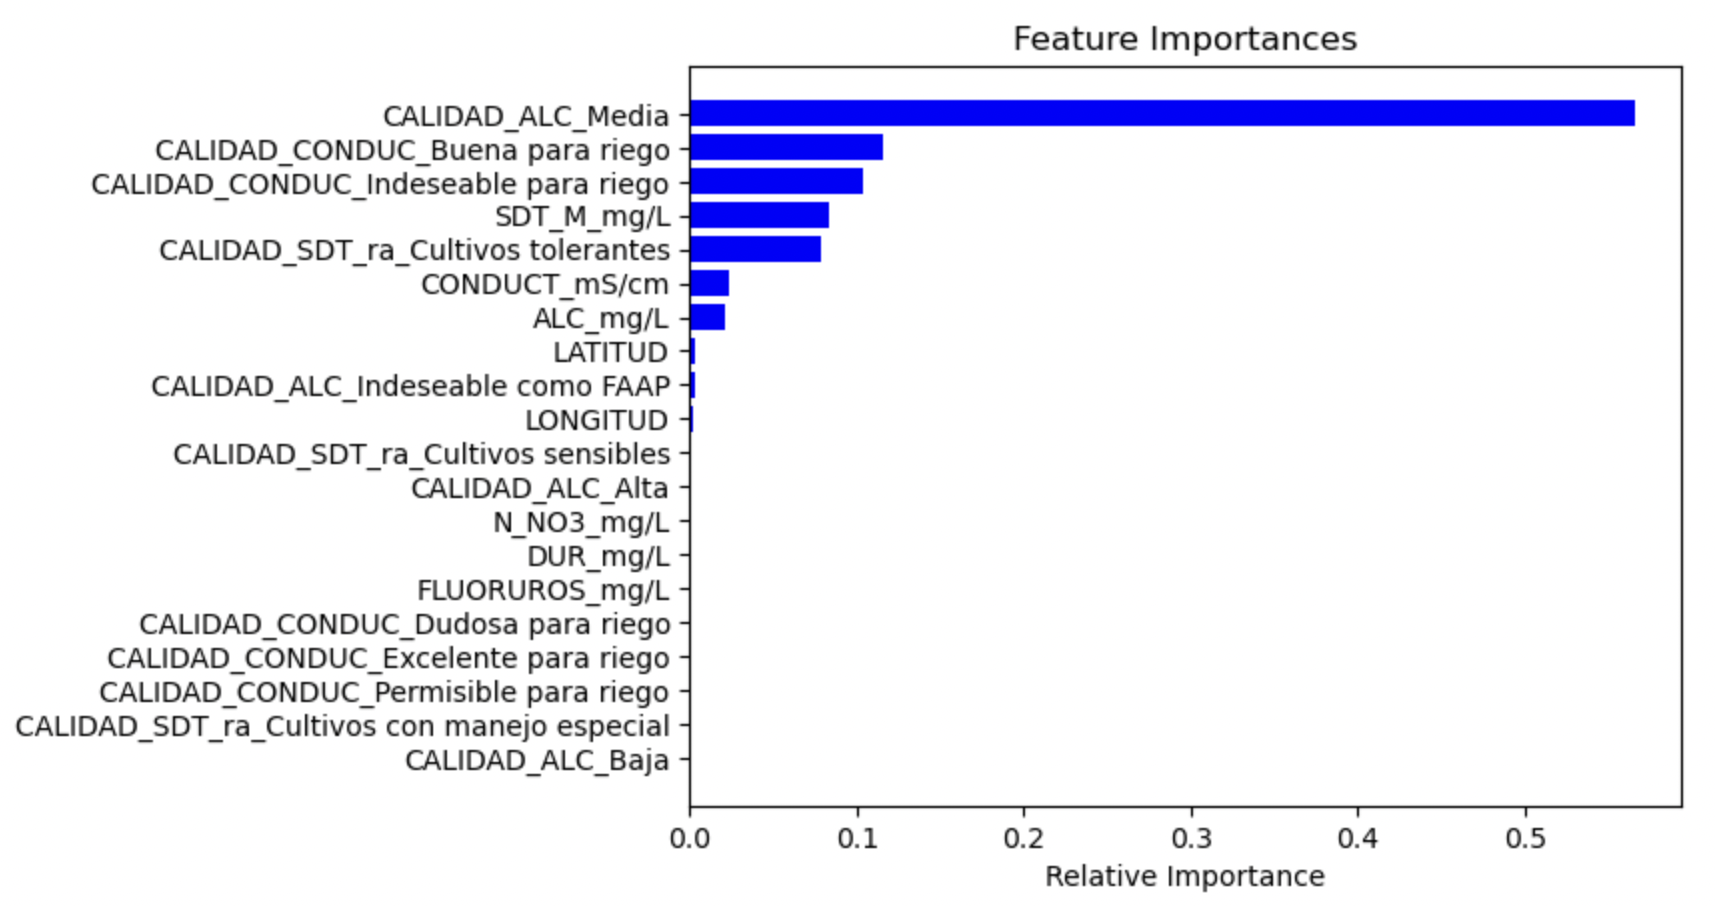 Feature Importances
CALIDAD_ALC_Media
CALIDAD_CONDUC_Buena para riego
CALIDAD_CONDUC_Indeseable para riego
SDT_M_mg/L
CALIDAD_SDT_ra_Cultivos tolerantes
CONDUCT_mS/cm
ALC_mg/L
LATITUD
CALIDAD_ALC_Indeseable como FAAP
LONGITUD
CALIDAD_SDT_ra_Cultivos sensibles
CALIDAD_ALC_Alta
N_NO3_mg/L
DUR_mg/L
FLUORUROS_mg/L
CALIDAD_CONDUC_Dudosa para riego
CALIDAD_CONDUC_Excelente para riego
CALIDAD_CONDUC_Permisible para riego
CALIDAD_SDT_ra_Cultivos con manejo especial
CALIDAD_ALC_Baja
0.0 0.1 0.2 0.3 0.4 0.5
Relative Importance